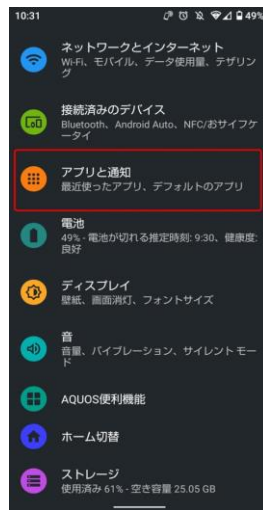 10:31
49%
ネットワークとインターネット
Wi-Fi、モバイル、データ使用量、テザリン
グ
接続済みのデバイス
Bluetooth、Android Auto、NFC/おサイフケ
ータイ
アプリと通知
最近使ったアプリ、デフォルトのアプリ
電池
49% - 電池が切れる推定時刻: 9:30、健康度:
良好
ディスプレイ
壁紙、画面消灯、フォントサイズ
音
音量、バイブレーション、サイレント モー
ド
AQUOS便利機能
ホーム切替
ストレージ
使用済み 61% - 空き容量 25.05 GB